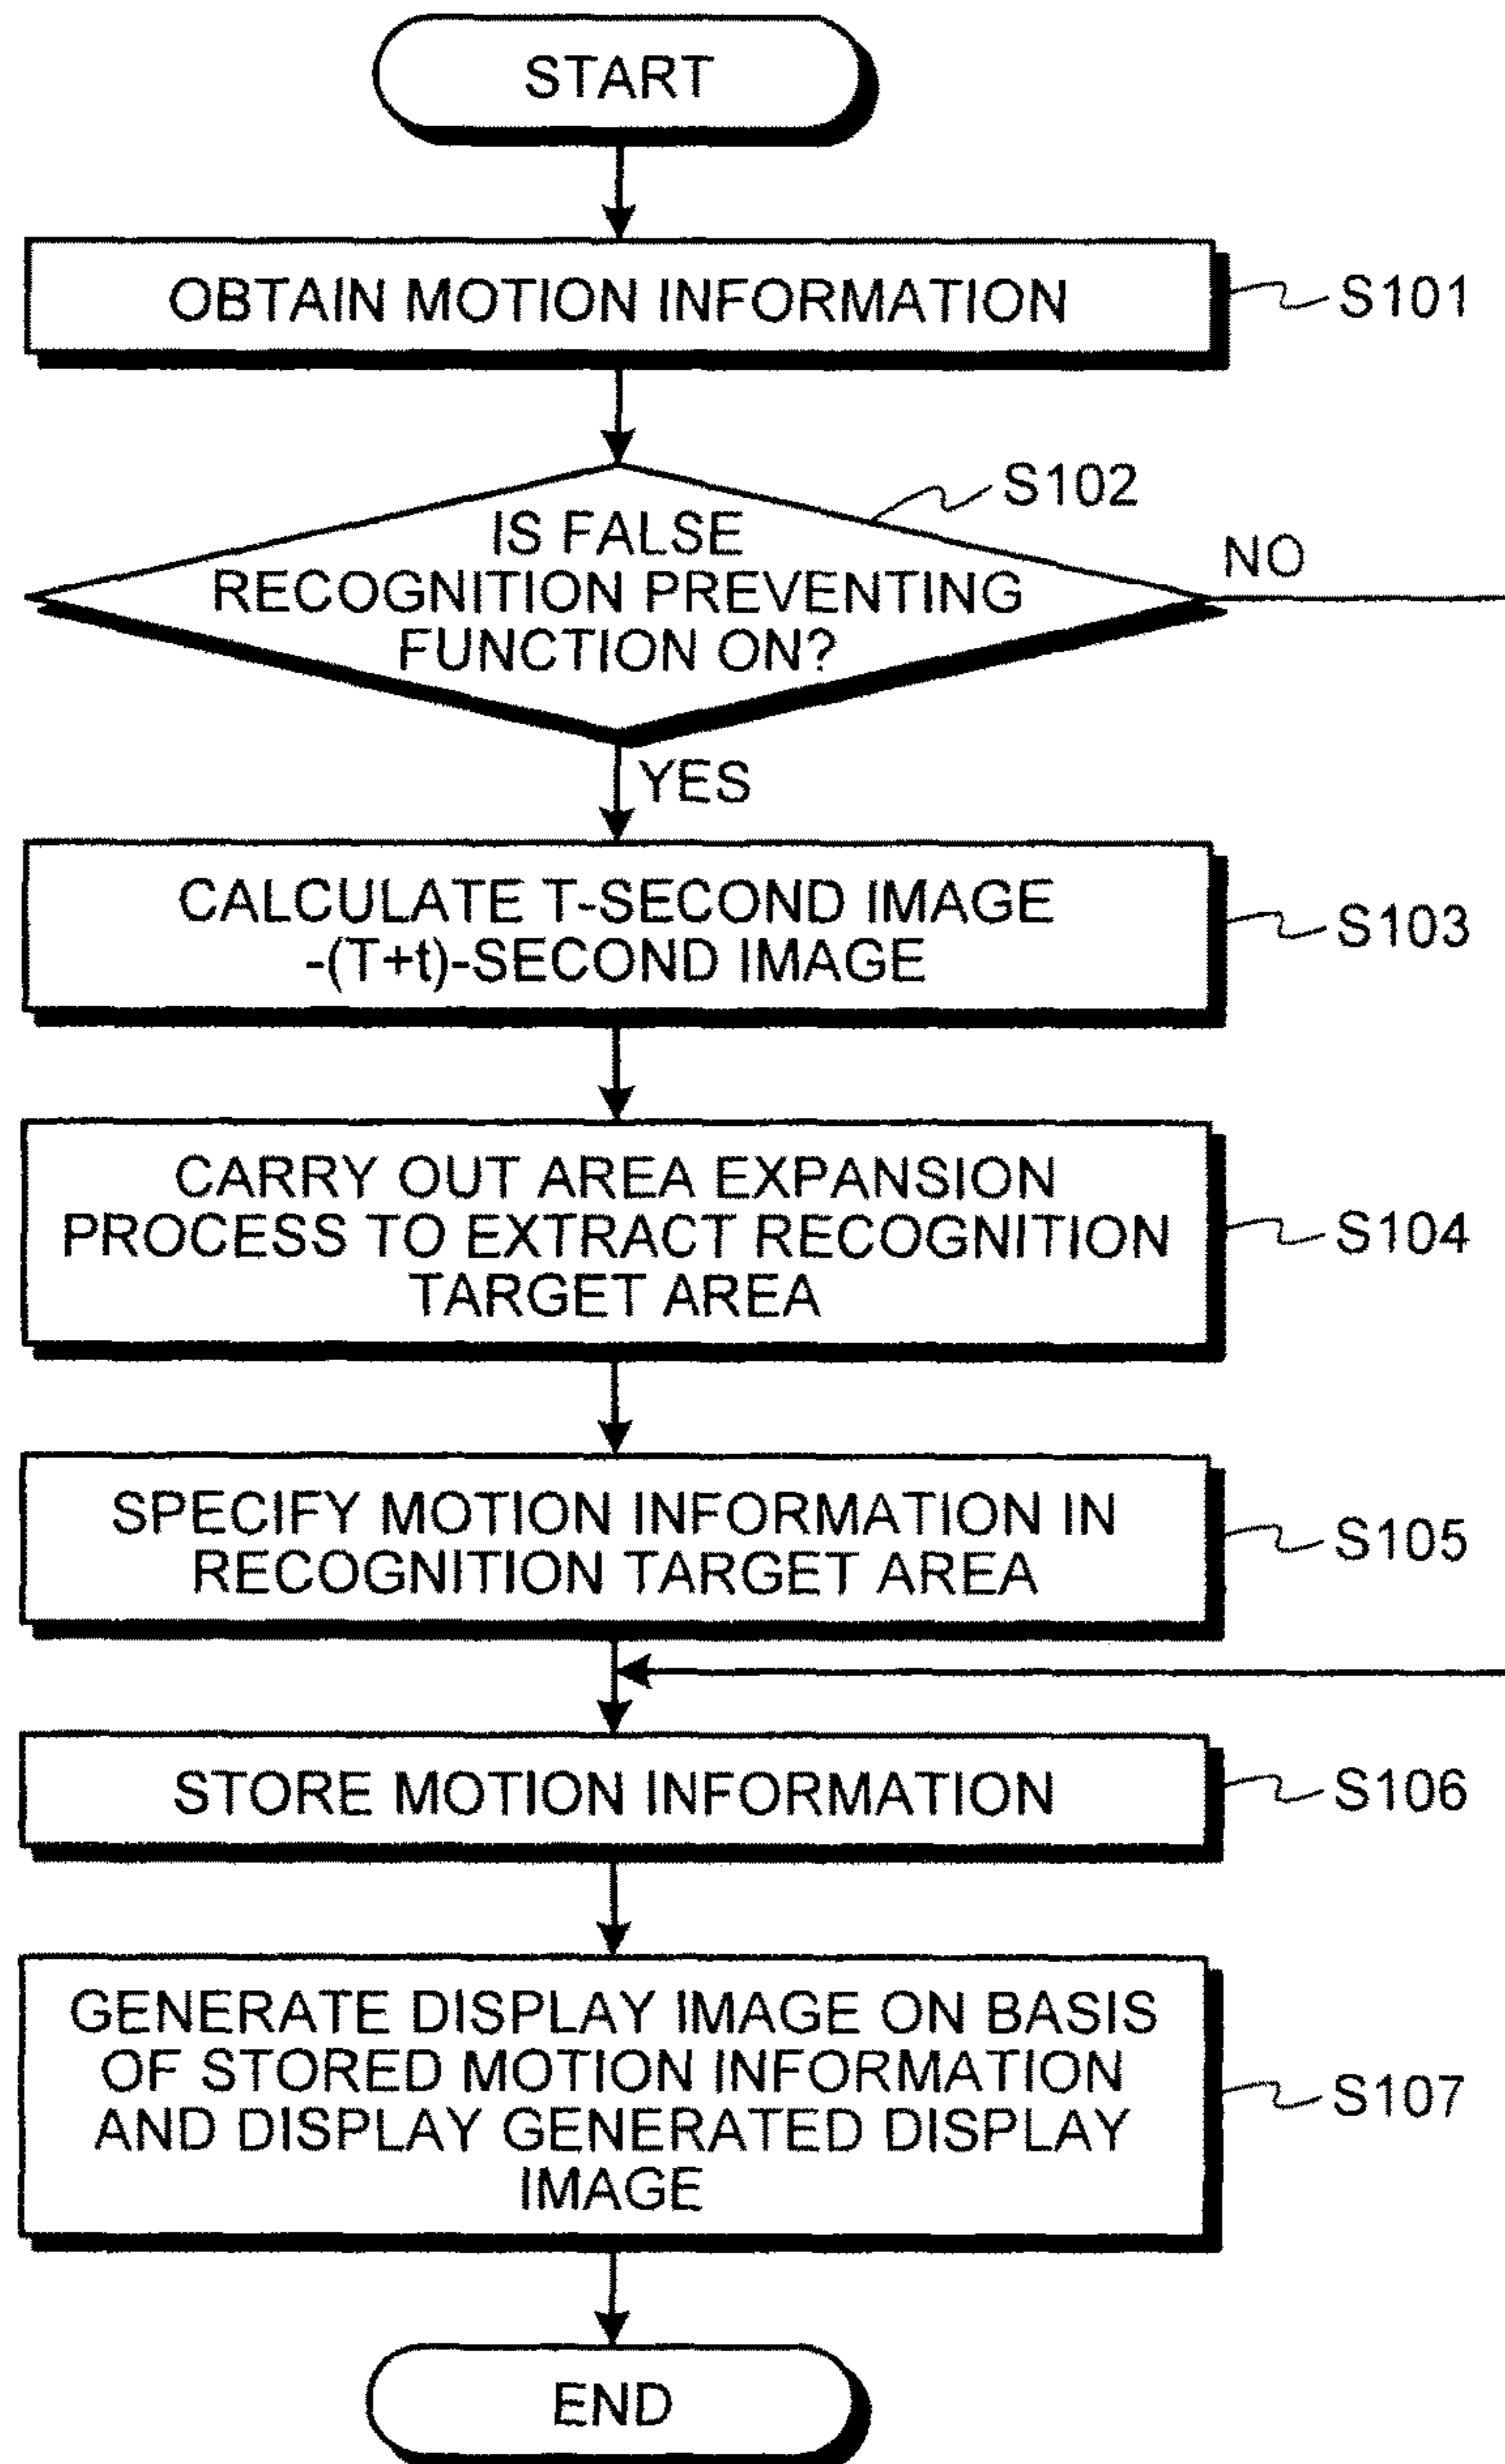 START
OBTAIN MOTION INFORMATION
S101
S102
IS FALSE
RECOGNITION PREVENTING
FUNCTION ON?
NO
YES
CALCULATE T-SECOND IMAGE
-(T+t)-SECOND IMAGE
S103
CARRY OUT AREA EXPANSION
PROCESS TO EXTRACT RECOGNITION
TARGET AREA
S104
SPECIFY MOTION INFORMATION IN
RECOGNITION TARGET AREA
S105
STORE MOTION INFORMATION
S106
GENERATE DISPLAY IMAGE ON BASIS
OF STORED MOTION INFORMATION
AND DISPLAY GENERATED DISPLAY
IMAGE
S107
END